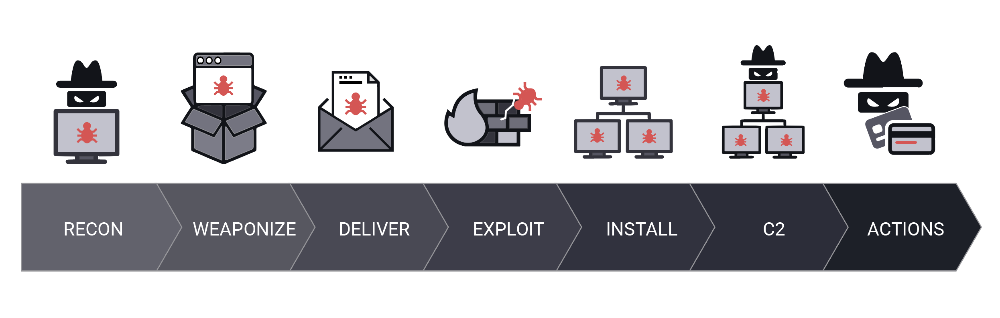 RECON
WEAPONIZE
DELIVER
EXPLOIT
INSTALL
C2
ACTIONS